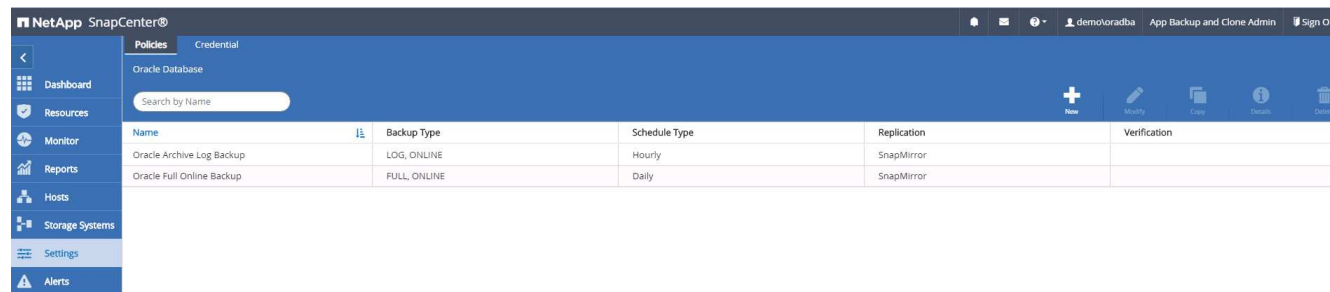 NetApp SnapCenter®
demo\oradba App Backup and Clone Admin Sign O
Policies Credential
Oracle Database
Search by Name
New Modify Copy Details Delet
Dashboard
Resources
Monitor
Reports
Hosts
Storage Systems
Settings
Alerts
Name Backup Type Schedule Type Replication Verification
Oracle Archive Log Backup LOG, ONLINE Hourly SnapMirror
Oracle Full Online Backup FULL, ONLINE Daily SnapMirror